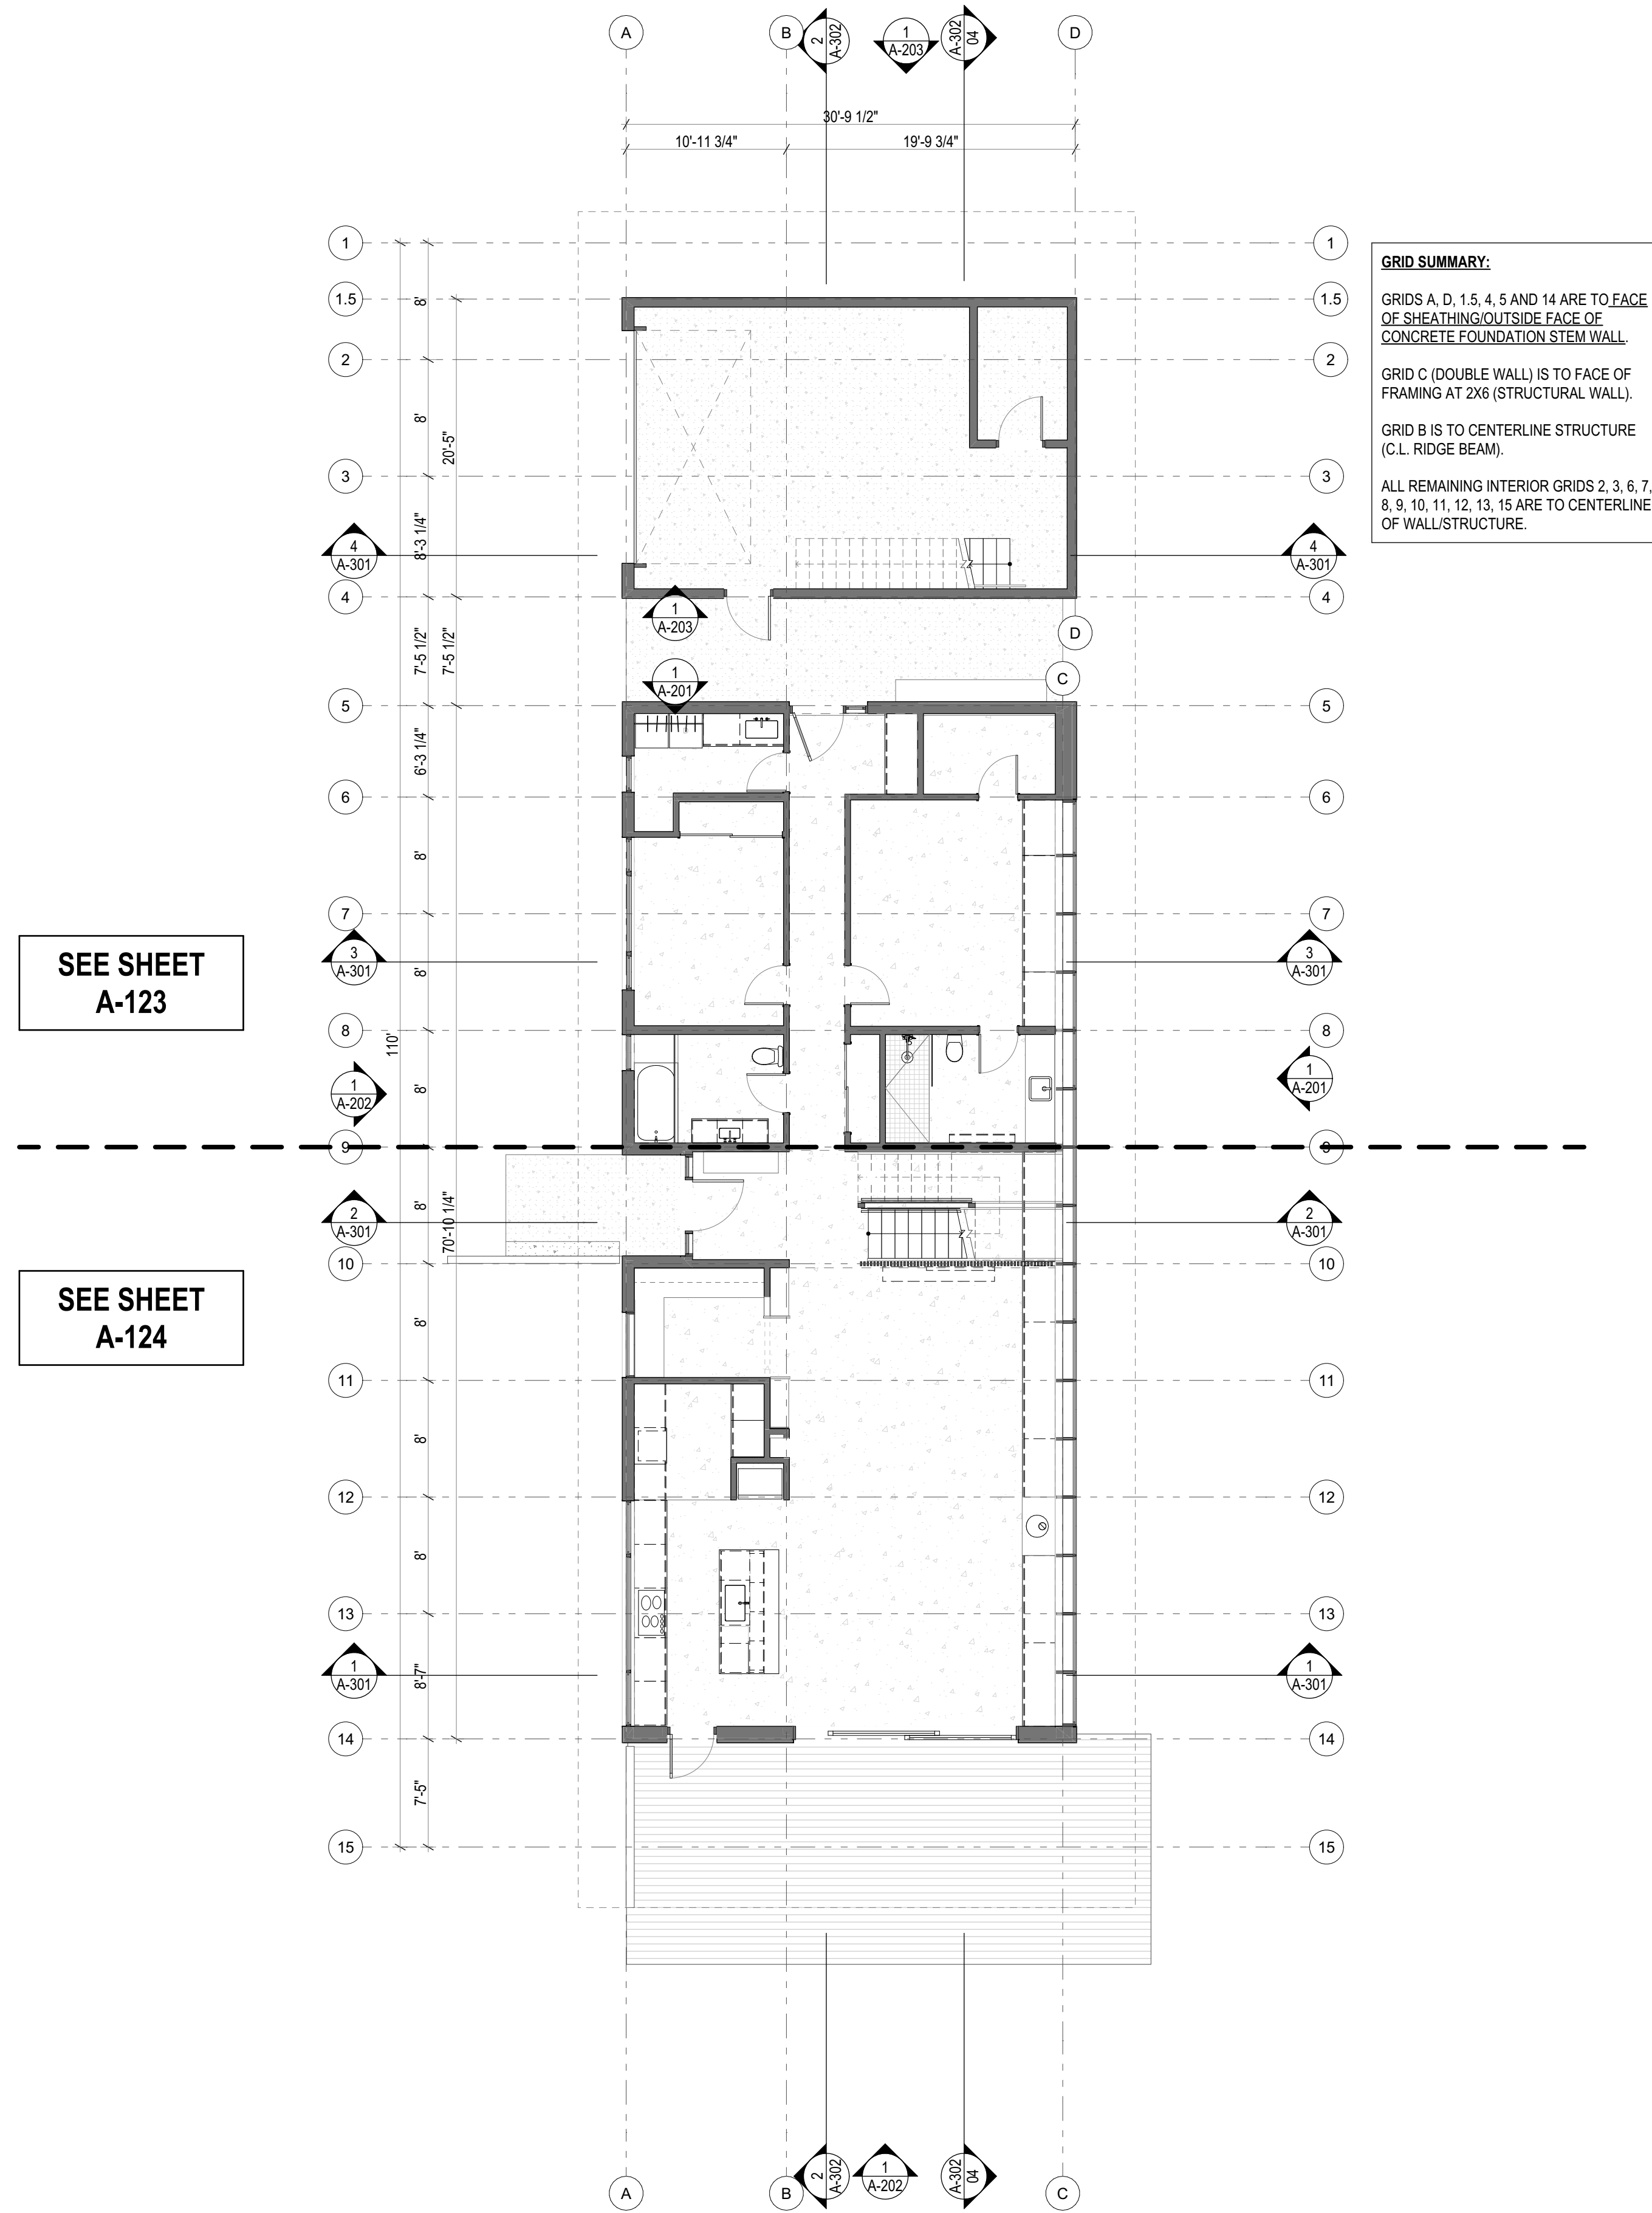 A
B
2
A-302
1
A-203
A-302
04
D
30'-9 1/2"
10'-11 3/4"
19'-9 3/4"
1
1
GRID SUMMARY:
GRIDS A, D, 1.5, 4, 5 AND 14 ARE TO FACE
OF SHEATHING/OUTSIDE FACE OF
CONCRETE FOUNDATION STEM WALL.
GRID C (DOUBLE WALL) IS TO FACE OF
FRAMING AT 2X6 (STRUCTURAL WALL).
GRID B IS TO CENTERLINE STRUCTURE
(C.L. RIDGE BEAM).
ALL REMAINING INTERIOR GRIDS 2, 3, 6, 7,
8, 9, 10, 11, 12, 13, 15 ARE TO CENTERLINE
OF WALL/STRUCTURE.
1.5
8'
1.5
2
2
8'
20'-5"
3
3
8'-3 1/4"
4
A-301
4
A-301
4
4
1
A-203
D
7'-5 1/2"
7'-5 1/2"
1
A-201
C
5
5
6'-3 1/4"
6
6
8'
7
7
SEE SHEET
A-123
3
A-301
8'
3
A-301
8
8
110'
1
A-202
8'
1
A-201
9
9
2
A-301
8'
70'-10 1/4"
2
A-301
10
10
SEE SHEET
A-124
8'
11
11
8'
12
12
8'
13
13
1
A-301
8'-7"
1
A-301
14
14
7'-5"
15
15
A
B
2
A-302
1
A-202
A-302
04
C